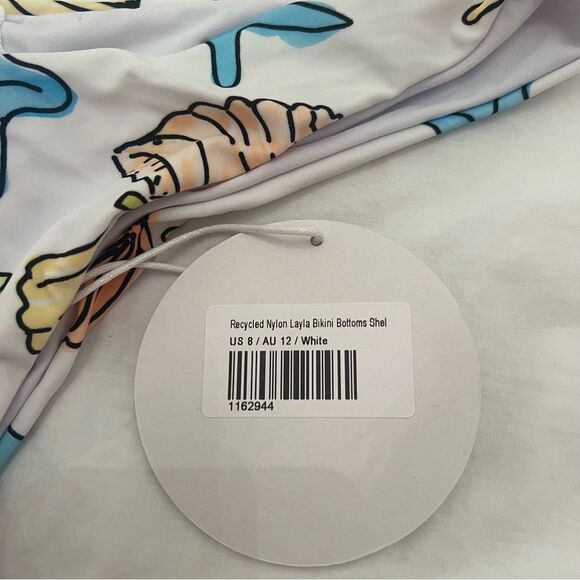 Recycled Nylon Layla Bikini Bottoms Shel
US 8 / AU 12 / White
1162944